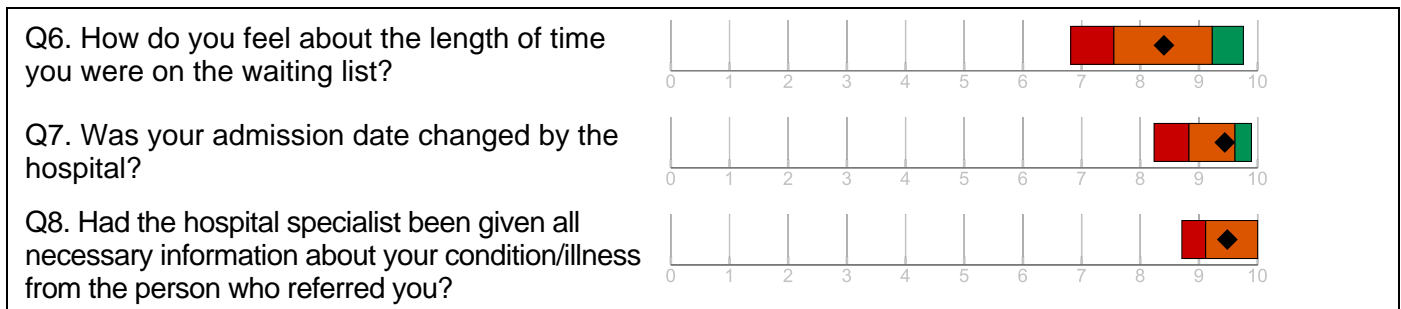 Q6. How do you feel about the length of time
you were on the waiting list?
0 1 2 3 4 5 6 7 8 9 10
Q7. Was your admission date changed by the
hospital?
0 1 2 3 4 5 6 7 8 9 10
Q8. Had the hospital specialist been given all
necessary information about your condition/illness
from the person who referred you?
0 1 2 3 4 5 6 7 8 9 10